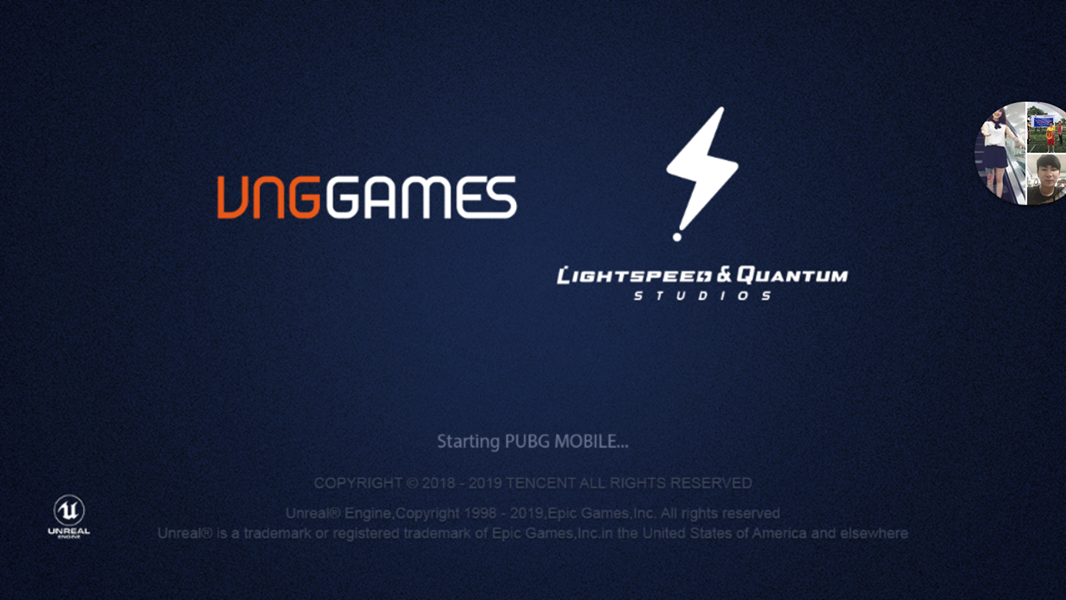 VNGGAMES
LIGHTSPEED & QUANTUM
STUDIOS
Starting PUBG MOBILE...
COPYRIGHT © 2018 - 2019 TENCENT ALL RIGHTS RESERVED
Unreal® Engine,Copyright 1998 - 2019,Epic Games,Inc. All rights reserved
Unreal® is a trademark or registered trademark of Epic Games,Inc.in the United States of America and elsewhere
UNREAL
ENGINE